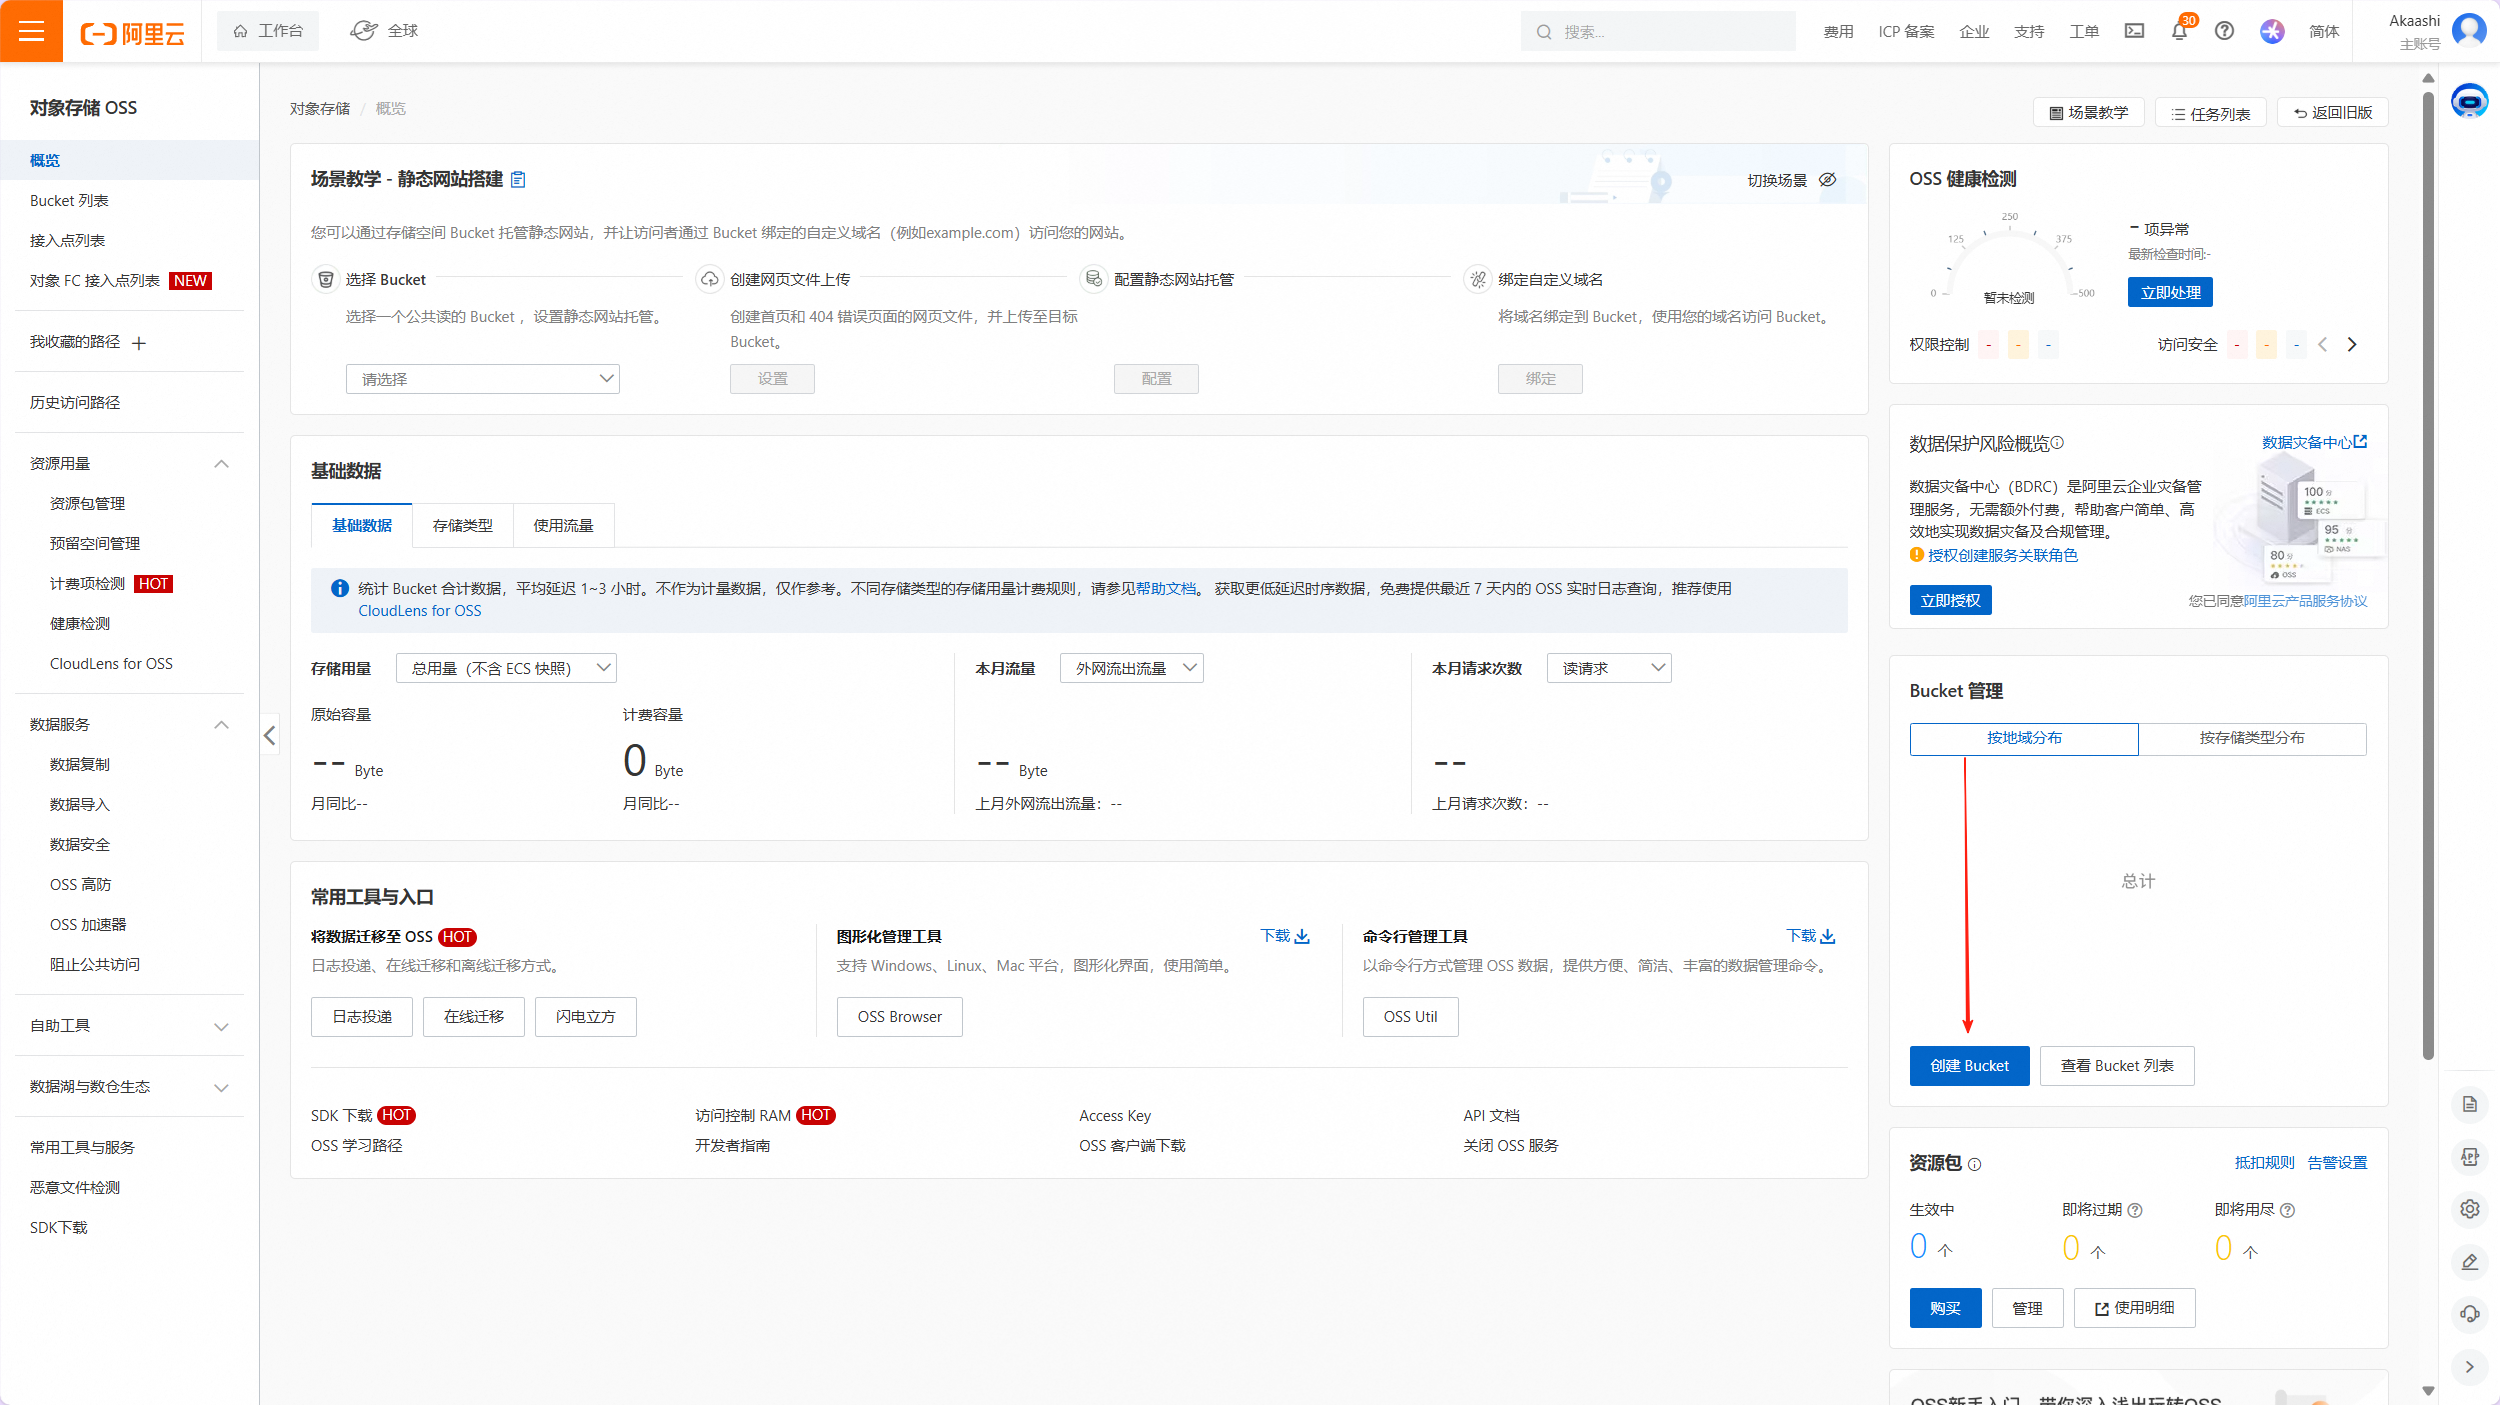 阿里云
工作台
全球
搜索...
费用
ICP 备案
企业
支持
工单
30
简体
Akaashi
主账号
对象存储 OSS
概览
Bucket 列表
接入点列表
对象 FC 接入点列表 NEW
我收藏的路径
历史访问路径
资源用量
资源包管理
预留空间管理
计费项检测 HOT
健康检测
CloudLens for OSS
数据服务
数据复制
数据导入
数据安全
OSS 高防
OSS 加速器
阻止公共访问
自助工具
数据湖与数仓生态
常用工具与服务
恶意文件检测
SDK下载
对象存储 / 概览
场景教学
任务列表
返回旧版
场景教学 - 静态网站搭建
切换场景
您可以通过存储空间 Bucket 托管静态网站，并让访问者通过 Bucket 绑定的自定义域名（例如example.com）访问您的网站。
选择 Bucket
选择一个公共读的 Bucket ，设置静态网站托管。
请选择
创建网页文件上传
创建首页和 404 错误页面的网页文件，并上传至目标
Bucket。
设置
配置静态网站托管
配置
绑定自定义域名
将域名绑定到 Bucket，使用您的域名访问 Bucket。
绑定
基础数据
基础数据
存储类型
使用流量
统计 Bucket 合计数据，平均延迟 1~3 小时。不作为计量数据，仅作参考。不同存储类型的存储用量计费规则，请参见帮助文档。 获取更低延迟时序数据，免费提供最近 7 天内的 OSS 实时日志查询，推荐使用
CloudLens for OSS
存储用量
总用量（不含 ECS 快照）
原始容量
-- Byte
月同比--
计费容量
0 Byte
月同比--
本月流量
外网流出流量
-- Byte
上月外网流出流量：--
本月请求次数
读请求
--
上月请求次数：--
常用工具与入口
将数据迁移至 OSS HOT
日志投递、在线迁移和离线迁移方式。
日志投递
在线迁移
闪电立方
图形化管理工具
下载
支持 Windows、Linux、Mac 平台，图形化界面，使用简单。
OSS Browser
命令行管理工具
下载
以命令行方式管理 OSS 数据，提供方便、简洁、丰富的数据管理命令。
OSS Util
SDK 下载 HOT
访问控制 RAM HOT
Access Key
API 文档
OSS 学习路径
开发者指南
OSS 客户端下载
关闭 OSS 服务
OSS 健康检测
0
125
250
375
500
暂未检测
- 项异常
最新检查时间:-
立即处理
权限控制 - - -
访问安全 - - -
数据保护风险概览
数据灾备中心
数据灾备中心（BDRC）是阿里云企业灾备管
理服务，无需额外付费，帮助客户简单、高
效地实现数据灾备及合规管理。
授权创建服务关联角色
100 分
ECS
95 分
NAS
80 分
OSS
立即授权
您已同意阿里云产品服务协议
Bucket 管理
按地域分布
按存储类型分布
总计
创建 Bucket
查看 Bucket 列表
资源包
抵扣规则
告警设置
生效中
0 个
即将过期
0 个
即将用尽
0 个
购买
管理
使用明细
APP
OSS新手入门，带你深入浅出玩转OSS